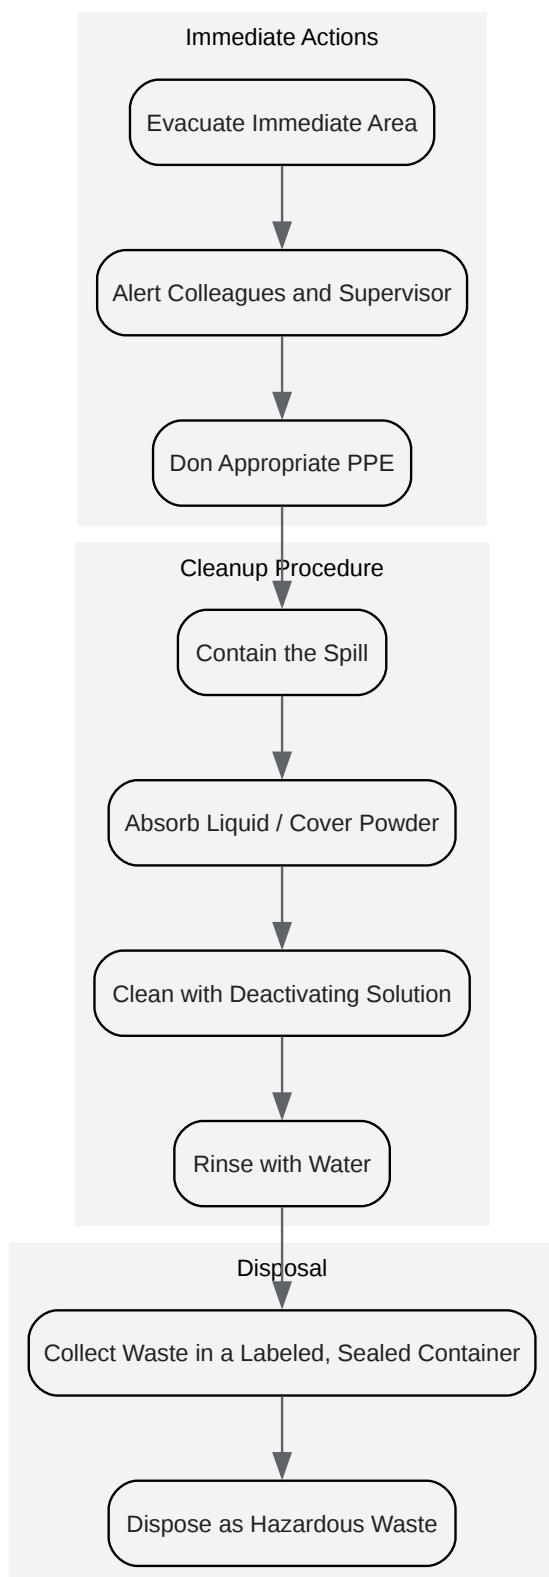 Immediate Actions
Evacuate Immediate Area
Alert Colleagues and Supervisor
Don Appropriate PPE
Cleanup Procedure
Contain the Spill
Absorb Liquid / Cover Powder
Clean with Deactivating Solution
Rinse with Water
Disposal
Collect Waste in a Labeled, Sealed Container
Dispose as Hazardous Waste